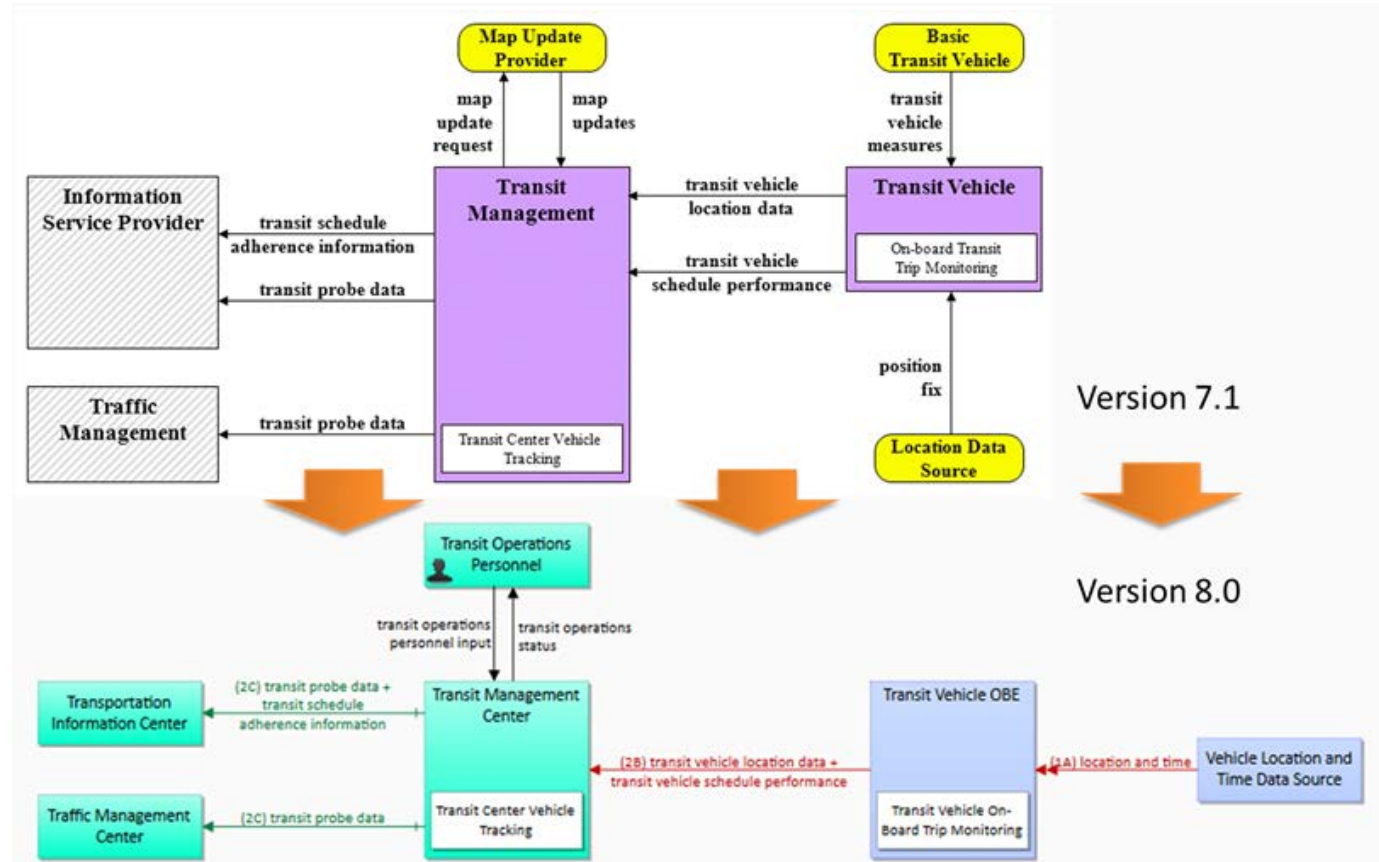 Map Update
Provider
Basic
Transit Vehicle
map
update
request
map
updates
transit
vehicle
measures
Information
Service Provider
Transit
Management
Transit Vehicle
transit vehicle
location data
transit schedule
adherence information
On-board Transit
Trip Monitoring
transit vehicle
schedule performance
transit probe data
position
fix
Version 7.1
Traffic
Management
transit probe data
Transit Center Vehicle
Tracking
Location Data
Source
Transit Operations
Personnel
Version 8.0
transit operations
personnel input
transit operations
status
Transportation
Information Center
(2C) transit probe data +
transit schedule
adherence information
Transit Management
Center
Transit Vehicle OBE
(2B) transit vehicle location data +
transit vehicle schedule performance
(1A) location and time
Vehicle Location and
Time Data Source
Traffic Management
Center
(2C) transit probe data
Transit Center Vehicle
Tracking
Transit Vehicle On-
Board Trip Monitoring